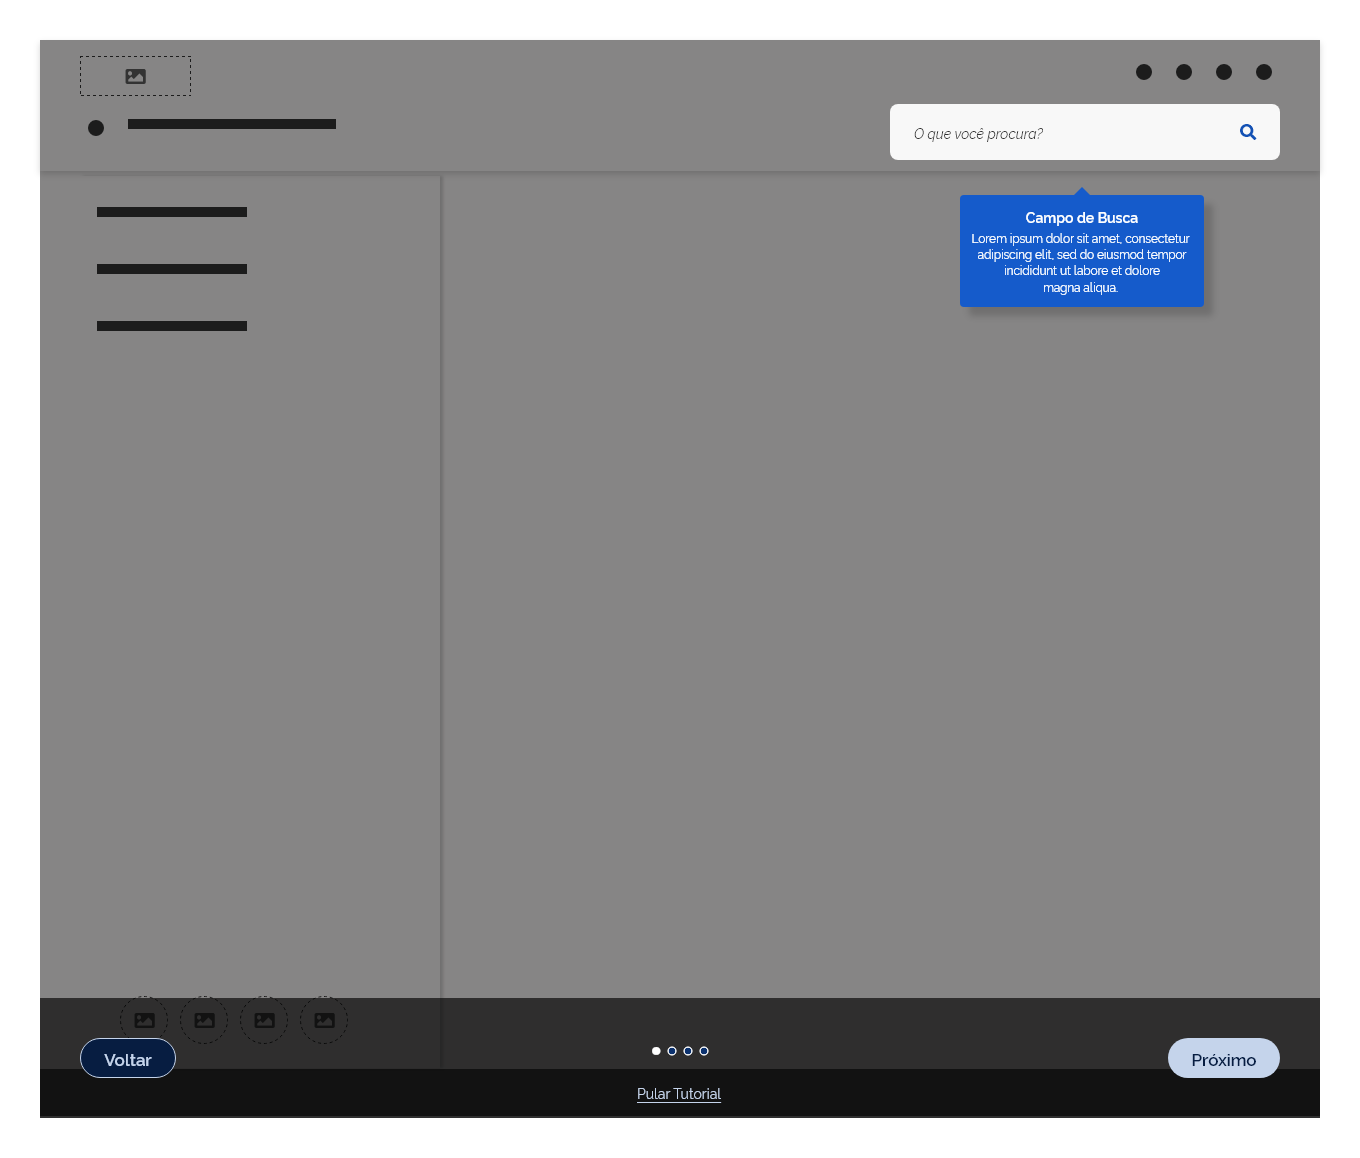 O que você procura?
Campo de Busca
Lorem ipsum dolor sit amet, consectetur
adipiscing elit, sed do eiusmod tempor
incididunt ut labore et dolore
magna aliqua.
Voltar
Próximo
Pular Tutorial